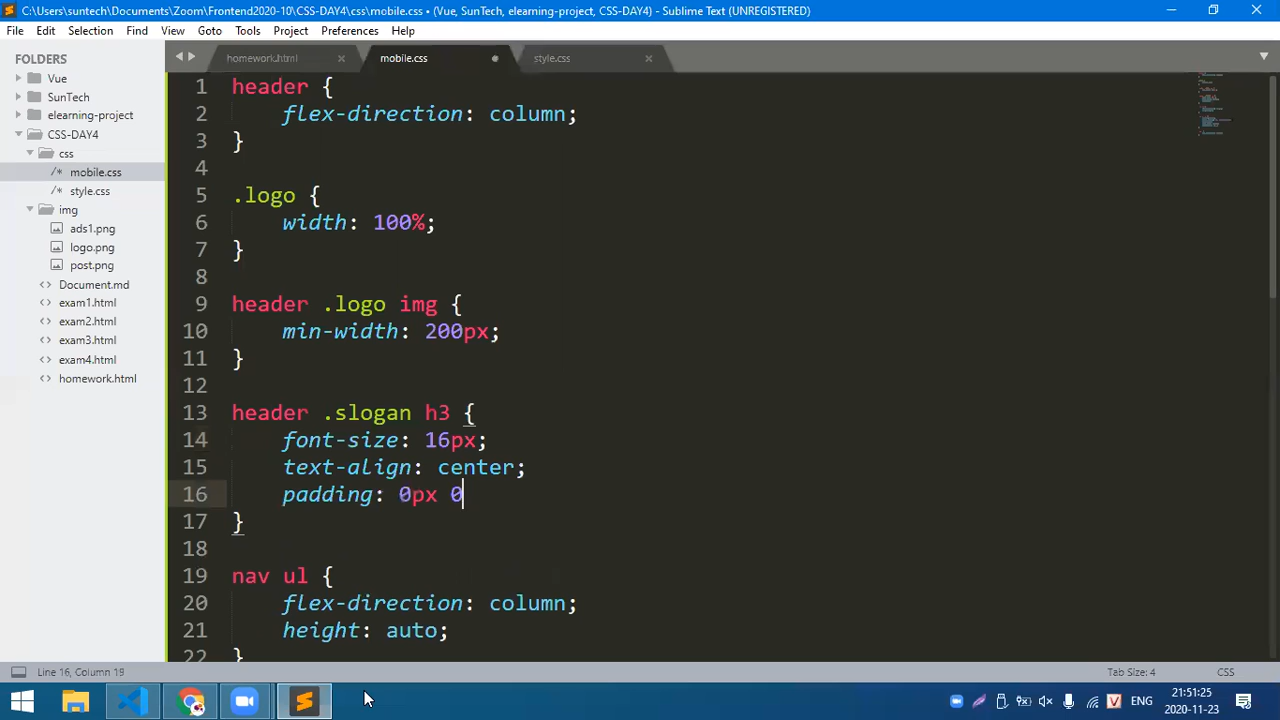 C:\Users\suntech\Documents\Zoom\Frontend2020-10\CSS-DAY4\css\mobile.css • (Vue, SunTech, elearning-project, CSS-DAY4) - Sublime Text (UNREGISTERED)
File Edit Selection Find View Goto Tools Project Preferences Help
FOLDERS
Vue
SunTech
elearning-project
CSS-DAY4
css
/* mobile.css
/* style.css
img
ads1.png
logo.png
post.png
Document.md
exam1.html
exam2.html
exam3.html
exam4.html
homework.html
homework.html mobile.css style.css
1 header {
2 flex-direction: column;
3 }
4
5 .logo {
6 width: 100%;
7 }
8
9 header .logo img {
10 min-width: 200px;
11 }
12
13 header .slogan h3 {
14 font-size: 16px;
15 text-align: center;
16 padding: 0px 0
17 }
18
19 nav ul {
20 flex-direction: column;
21 height: auto;
22 }
Line 16, Column 19 Tab Size: 4 CSS
ENG
21:51:25
2020-11-23